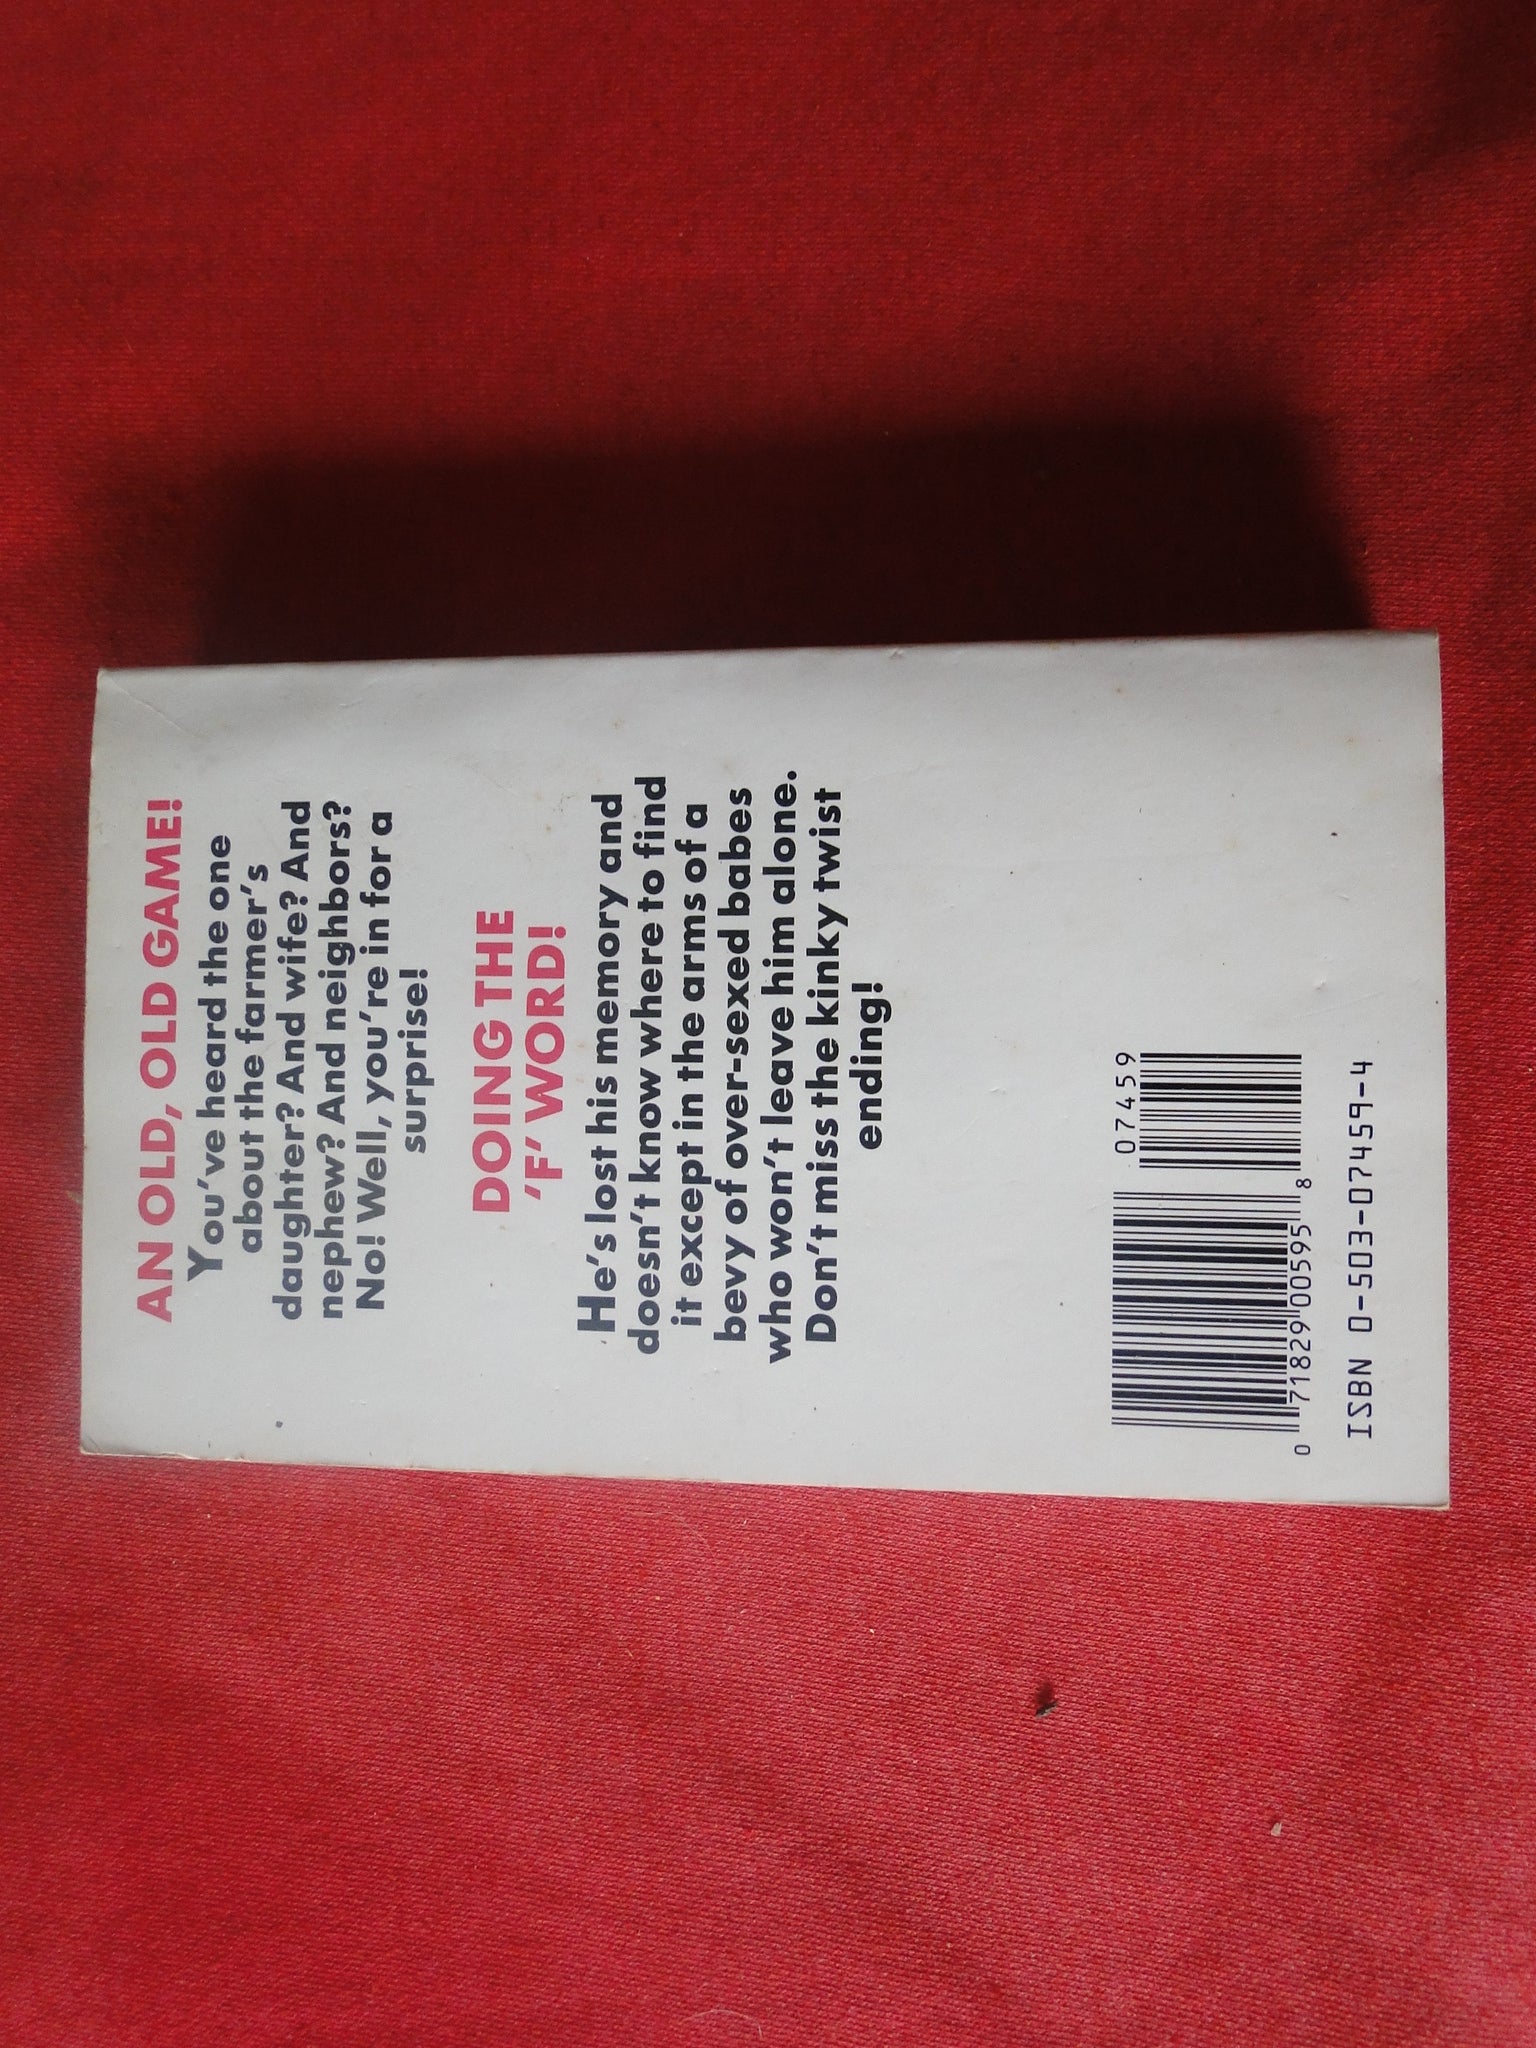 AN OLD, OLD GAME!
You've heard the one
about the farmer's
daughter? And wife? And
nephew? And neighbors?
No! Well, you're in for a
surprise!
DOING THE
'F' WORD!
He's lost his memory and
doesn't know where to find
it except in the arms of a
bevy of over-sexed babes
who won't leave him alone.
Don't miss the kinky twist
ending!
07459
0 71829 00595 8
ISBN 0-503-07459-4